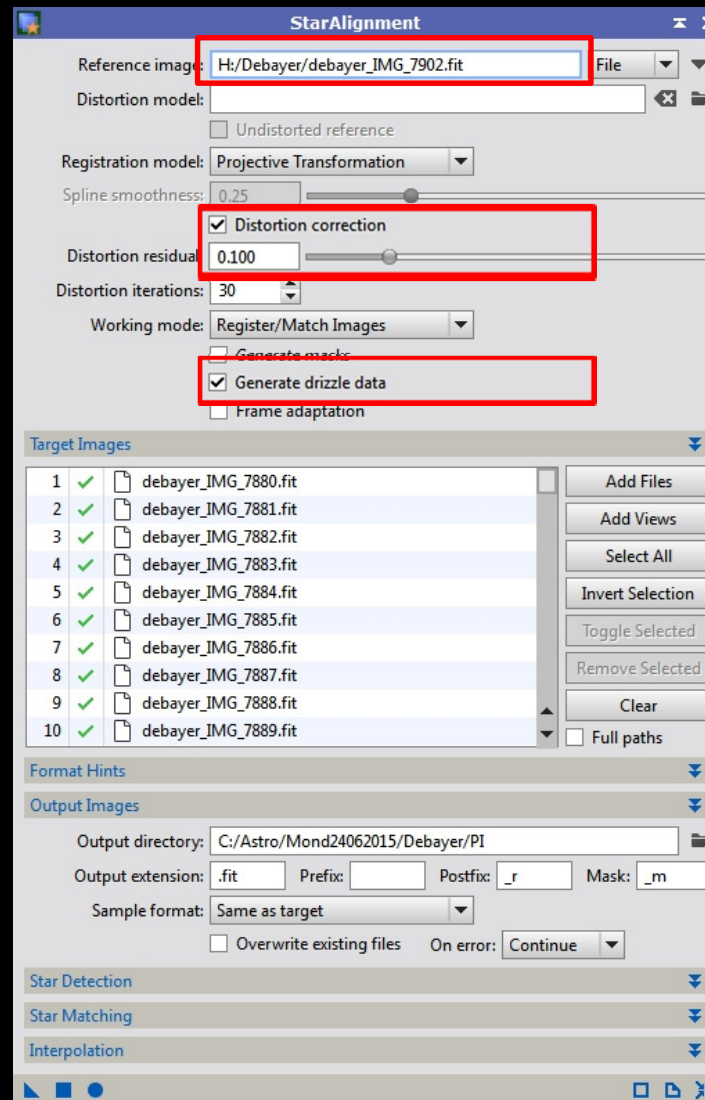 StarAlignment
Reference image: H:/Debayer/debayer_IMG_7902.fit File
Distortion model:
Undistorted reference
Registration model: Projective Transformation
Spline smoothness: 0.25
Distortion correction
Distortion residual 0.100
Distortion iterations: 30
Working mode: Register/Match Images
Generate masks
Generate drizzle data
Frame adaptation
Target Images
1 debayer_IMG_7880.fit
2 debayer_IMG_7881.fit
3 debayer_IMG_7882.fit
4 debayer_IMG_7883.fit
5 debayer_IMG_7884.fit
6 debayer_IMG_7885.fit
7 debayer_IMG_7886.fit
8 debayer_IMG_7887.fit
9 debayer_IMG_7888.fit
10 debayer_IMG_7889.fit
Add Files
Add Views
Select All
Invert Selection
Toggle Selected
Remove Selected
Clear
Full paths
Format Hints
Output Images
Output directory: C:/Astro/Mond24062015/Debayer/PI
Output extension: .fit Prefix: Postfix: _r Mask: _m
Sample format: Same as target
Overwrite existing files On error: Continue
Star Detection
Star Matching
Interpolation